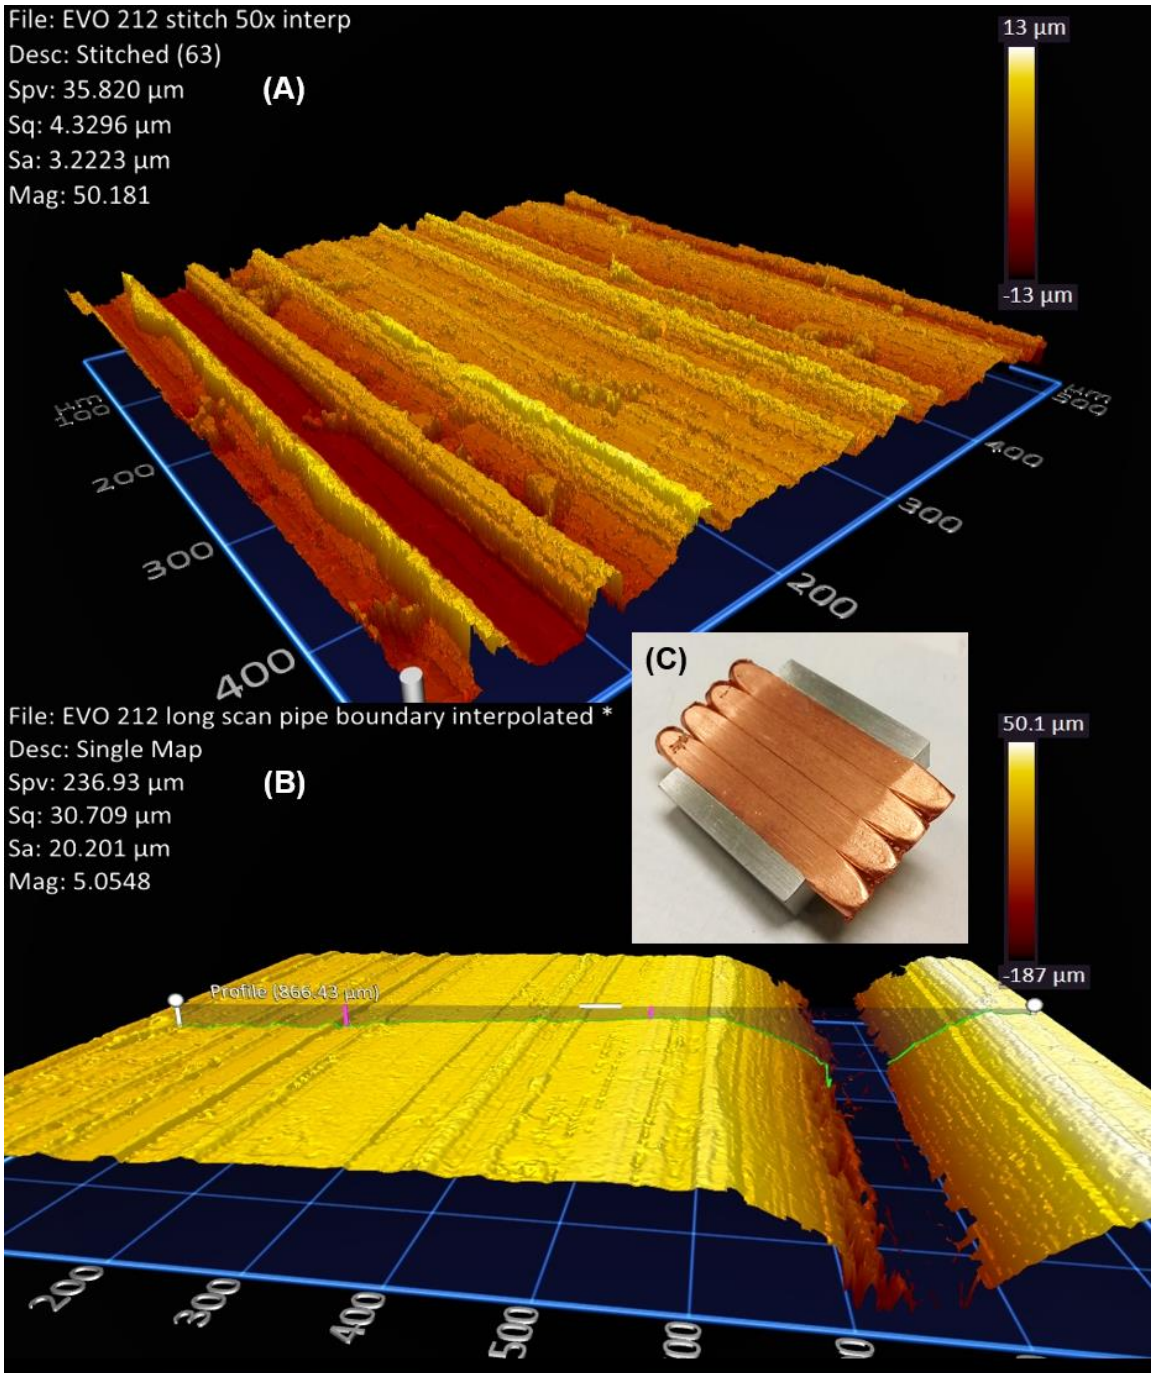 File: EVO 212 stitch 50x interp
Desc: Stitched (63)
Spv: 35.820 µm
Sq: 4.3296 µm
Sa: 3.2223 µm
Mag: 50.181
(A)
13 µm
-13 µm
µm
100
200
300
400
µm
500
400
300
200
(C)
File: EVO 212 long scan pipe boundary interpolated *
Desc: Single Map
Spv: 236.93 µm
Sq: 30.709 µm
Sa: 20.201 µm
Mag: 5.0548
(B)
50.1 µm
-187 µm
Profile (866.43 µm)
200
300
400
500